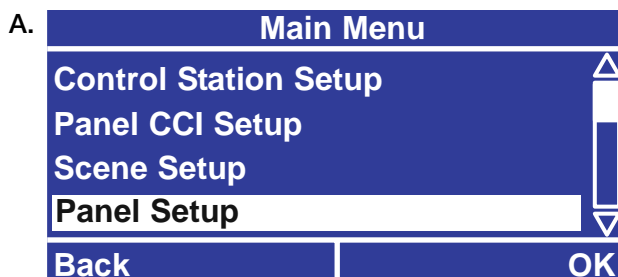 A.
Main Menu
Control Station Setup
Panel CCI Setup
Scene Setup
Panel Setup
Back OK